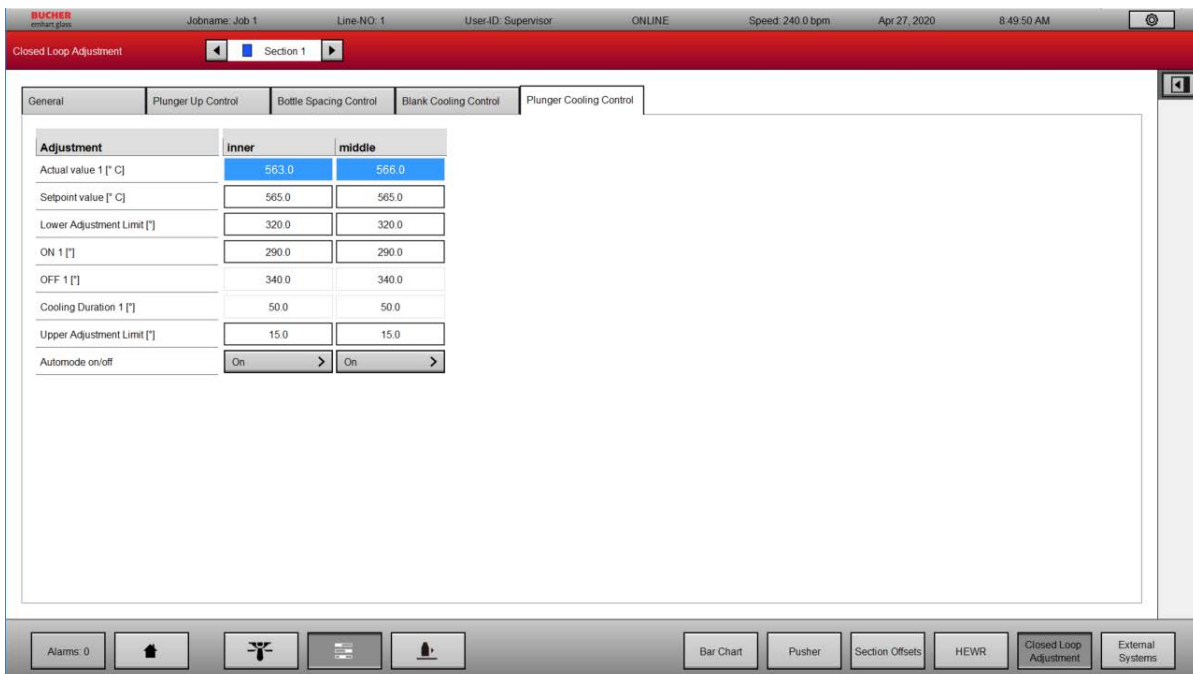 BUCHER
emhart glass
Jobname: Job 1
Line-NO: 1
User-ID: Supervisor
ONLINE
Speed: 240.0 bpm
Apr 27, 2020
8:49:50 AM
Closed Loop Adjustment
Section 1
General
Plunger Up Control
Bottle Spacing Control
Blank Cooling Control
Plunger Cooling Control
Adjustment inner middle
Actual value 1 [° C] 563.0 566.0
Setpoint value [° C] 565.0 565.0
Lower Adjustment Limit [°] 320.0 320.0
ON 1 [°] 290.0 290.0
OFF 1 [°] 340.0 340.0
Cooling Duration 1 [°] 50.0 50.0
Upper Adjustment Limit [°] 15.0 15.0
Automode on/off On > On >
Alarms: 0
Bar Chart
Pusher
Section Offsets
HEWR
Closed Loop
Adjustment
External
Systems